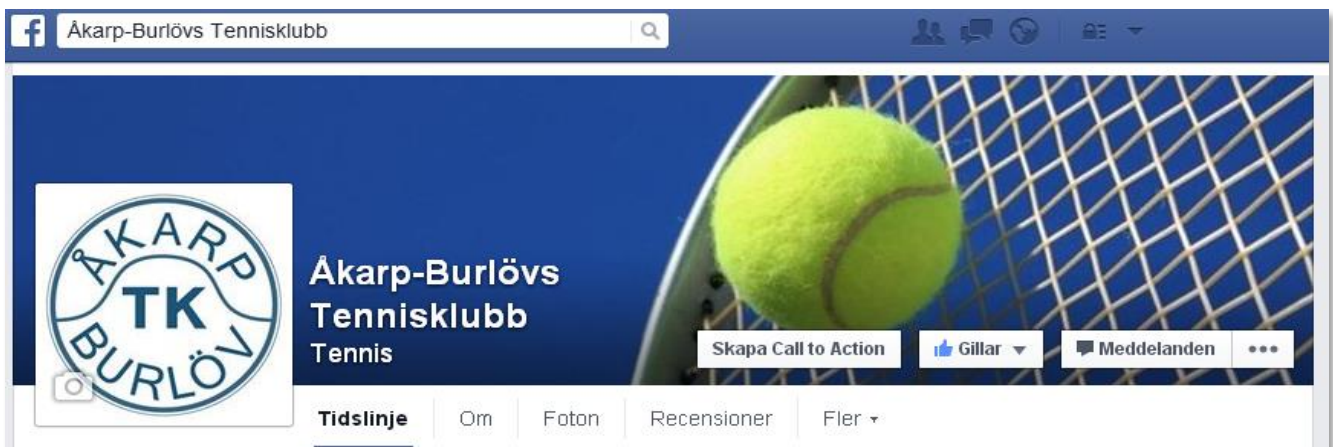 Åkarp-Burlövs Tennisklubb
ÅKARP
TK
BURLÖV
Åkarp-Burlövs
Tennisklubb
Tennis
Skapa Call to Action
Gillar
Meddelanden
Tidslinje Om Foton Recensioner Fler